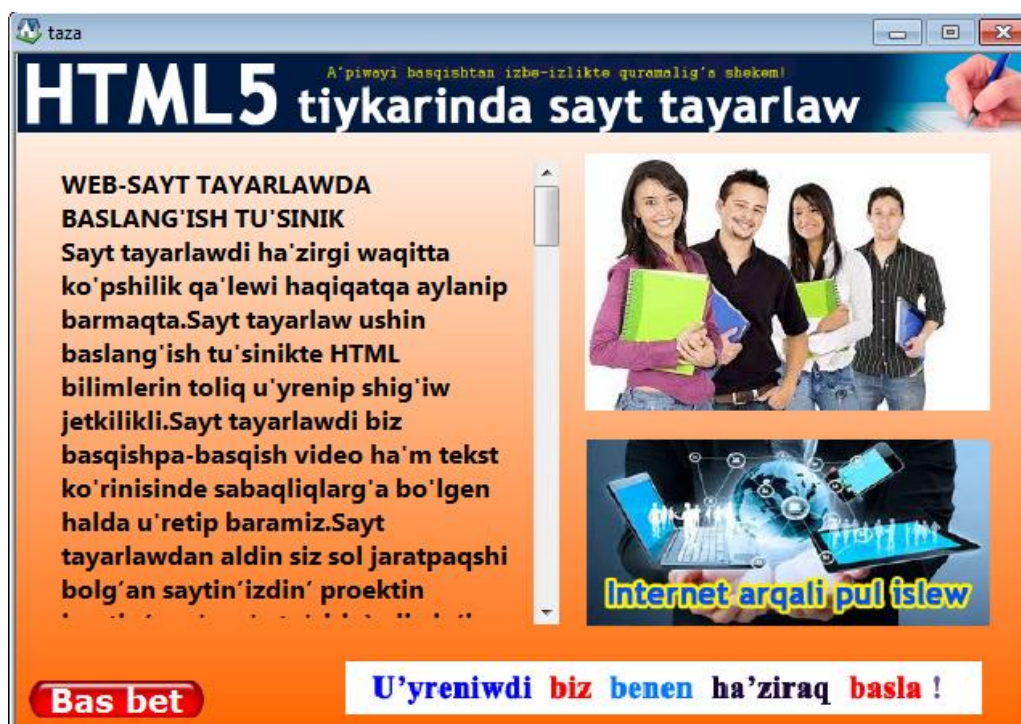 taza
A'piwayi basqishtan izbe-izlikte quramalig'a shekem!
HTML5 tiykarinda sayt tayarlaw
WEB-SAYT TAYARLAWDA
BASLANG'ISH TU'SINIK
Sayt tayarlawdi ha'zirgi waqitta
ko'pshilik qa'lewi haqiqatqa aylanip
barmaqta.Sayt tayarlaw ushin
baslang'ish tu'sinikte HTML
bilimlerin toliq u'yrenip shig'iw
jetkilikli.Sayt tayarlawdi biz
basqishpa-basqish video ha'm tekst
ko'rinisinde sabaqliqlarg'a bo'lgen
halda u'retip baramiz.Sayt
tayarlawdan aldin siz sol jaratpaqshi
bolg’an saytin’izdin’ proektin
Internet arqali pul islew
Bas bet
U’yreniwdi biz benen ha’ziraq basla !